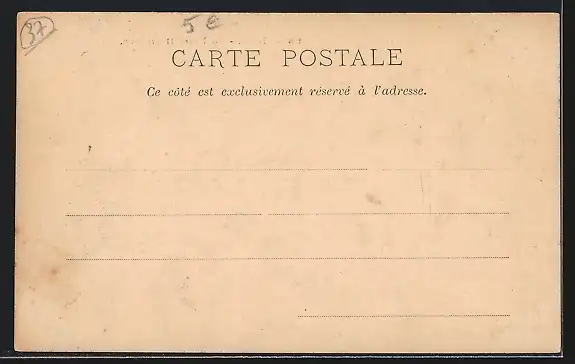 37
5 €
CARTE POSTALE
Ce côté est exclusivement réservé à l'adresse.